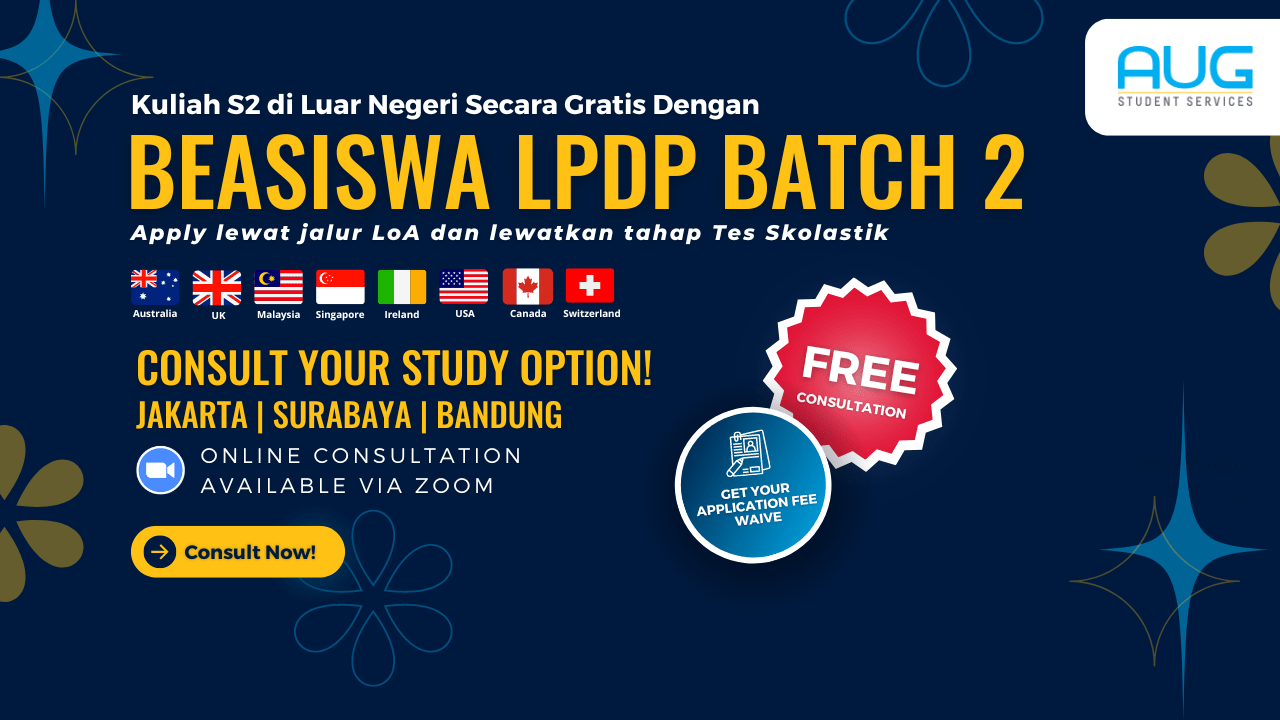 AUG
STUDENT SERVICES
Kuliah S2 di Luar Negeri Secara Gratis Dengan
BEASISWA LPDP BATCH 2
Apply lewat jalur LoA dan lewatkan tahap Tes Skolastik
Australia
UK
Malaysia
Singapore
Ireland
USA
Canada
Switzerland
CONSULT YOUR STUDY OPTION!
JAKARTA | SURABAYA | BANDUNG
ONLINE CONSULTATION
AVAILABLE VIA ZOOM
Consult Now!
FREE
CONSULTATION
GET YOUR
APPLICATION FEE
WAIVE